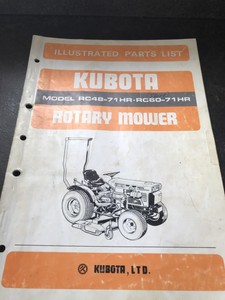 ILLUSTRATED PARTS LIST
KUBOTA
MODEL RC48-71HR·RC60-71HR
ROTARY MOWER
KUBOTA, LTD.